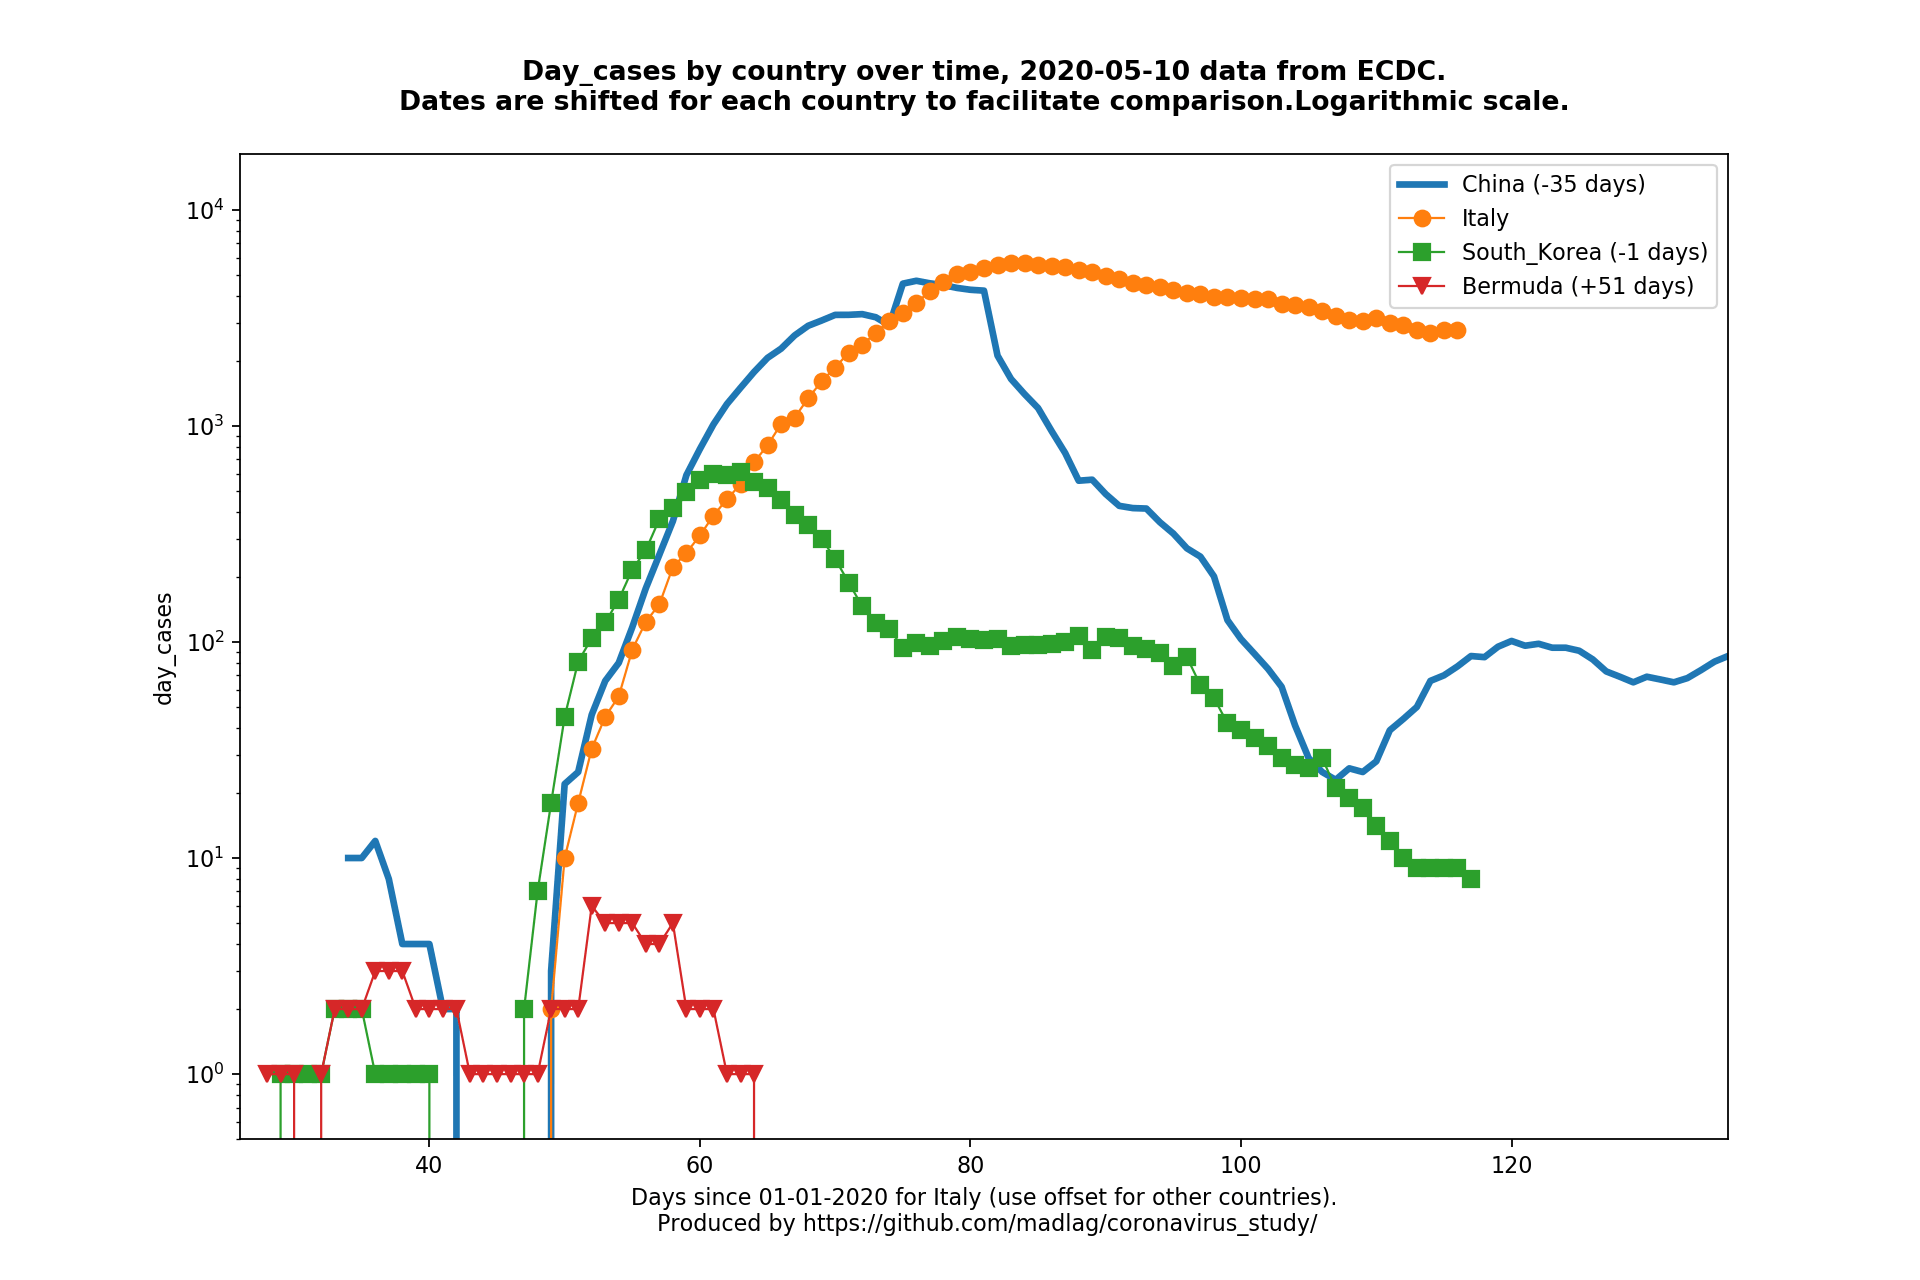 Day_cases by country over time, 2020-05-10 data from ECDC.
Dates are shifted for each country to facilitate comparison.Logarithmic scale.
China (-35 days)
Italy
South_Korea (-1 days)
Bermuda (+51 days)
10^4
10^3
10^2
10^1
10^0
day_cases
40 60 80 100 120
Days since 01-01-2020 for Italy (use offset for other countries).
Produced by https://github.com/madlag/coronavirus_study/